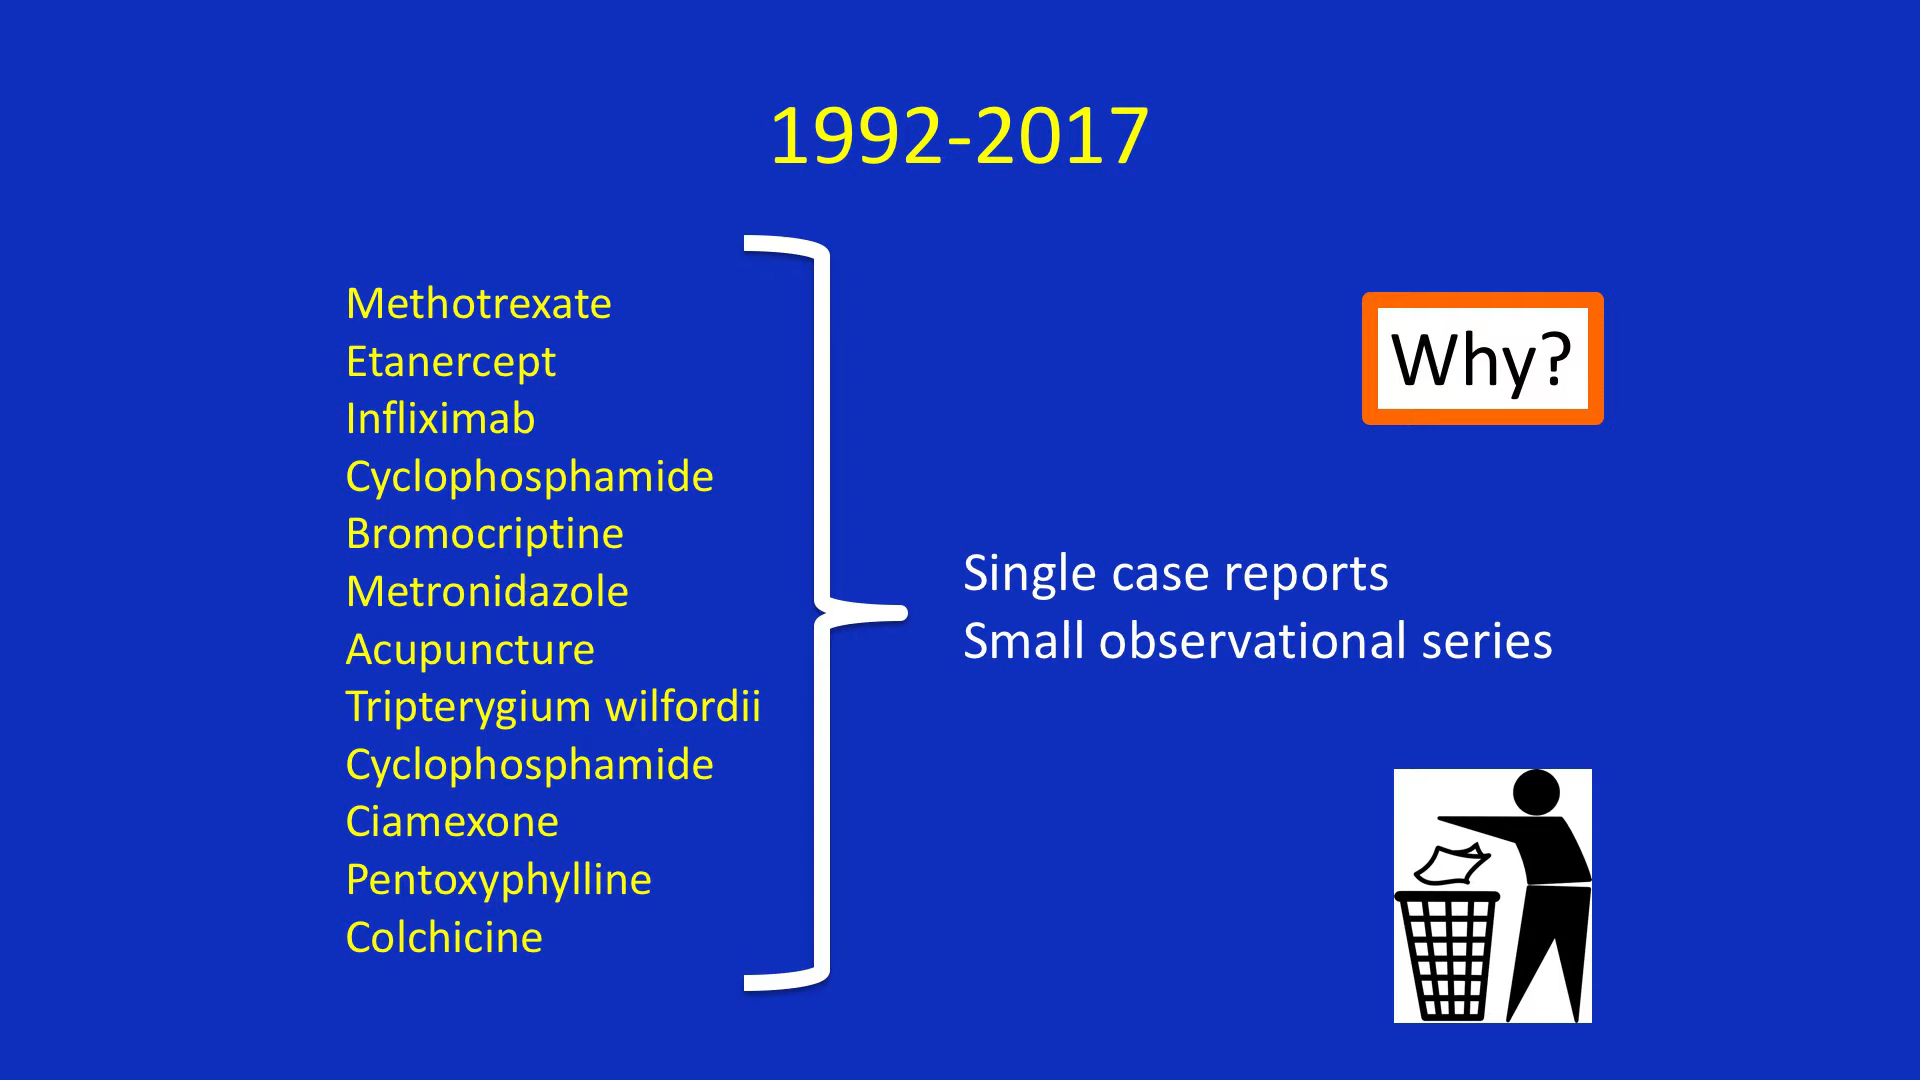 1992-2017
Methotrexate
Etanercept
Infliximab
Cyclophosphamide
Bromocriptine
Metronidazole
Acupuncture
Tripterygium wilfordii
Cyclophosphamide
Ciamexone
Pentoxyphylline
Colchicine
Why?
Single case reports
Small observational series